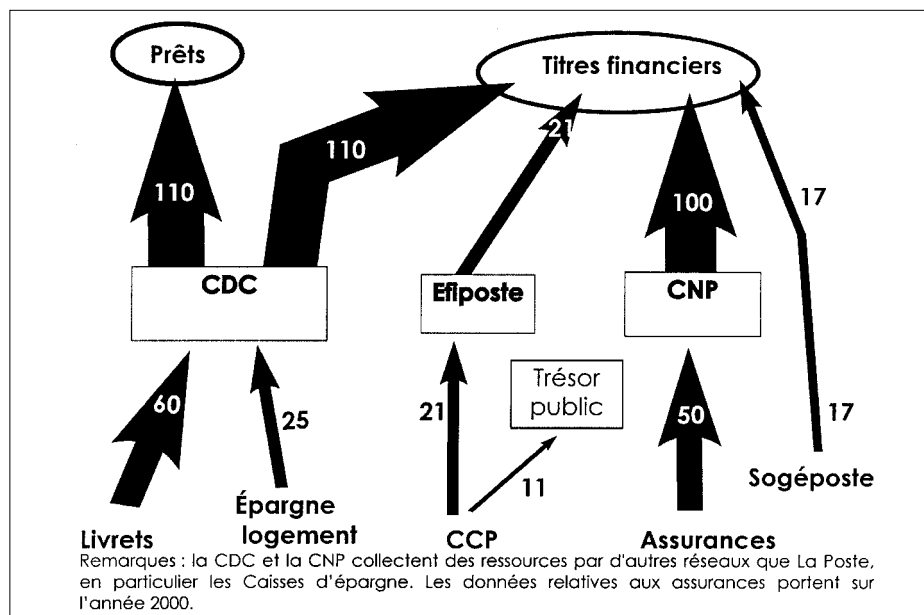 Prêts
Titres financiers
110
110
21
100
17
CDC
Efiposte
CNP
Trésor
public
60
25
21
11
50
17
Livrets
Épargne
logement
CCP
Assurances
Sogéposte
Remarques : la CDC et la CNP collectent des ressources par d'autres réseaux que La Poste,
en particulier les Caisses d'épargne. Les données relatives aux assurances portent sur
l'année 2000.